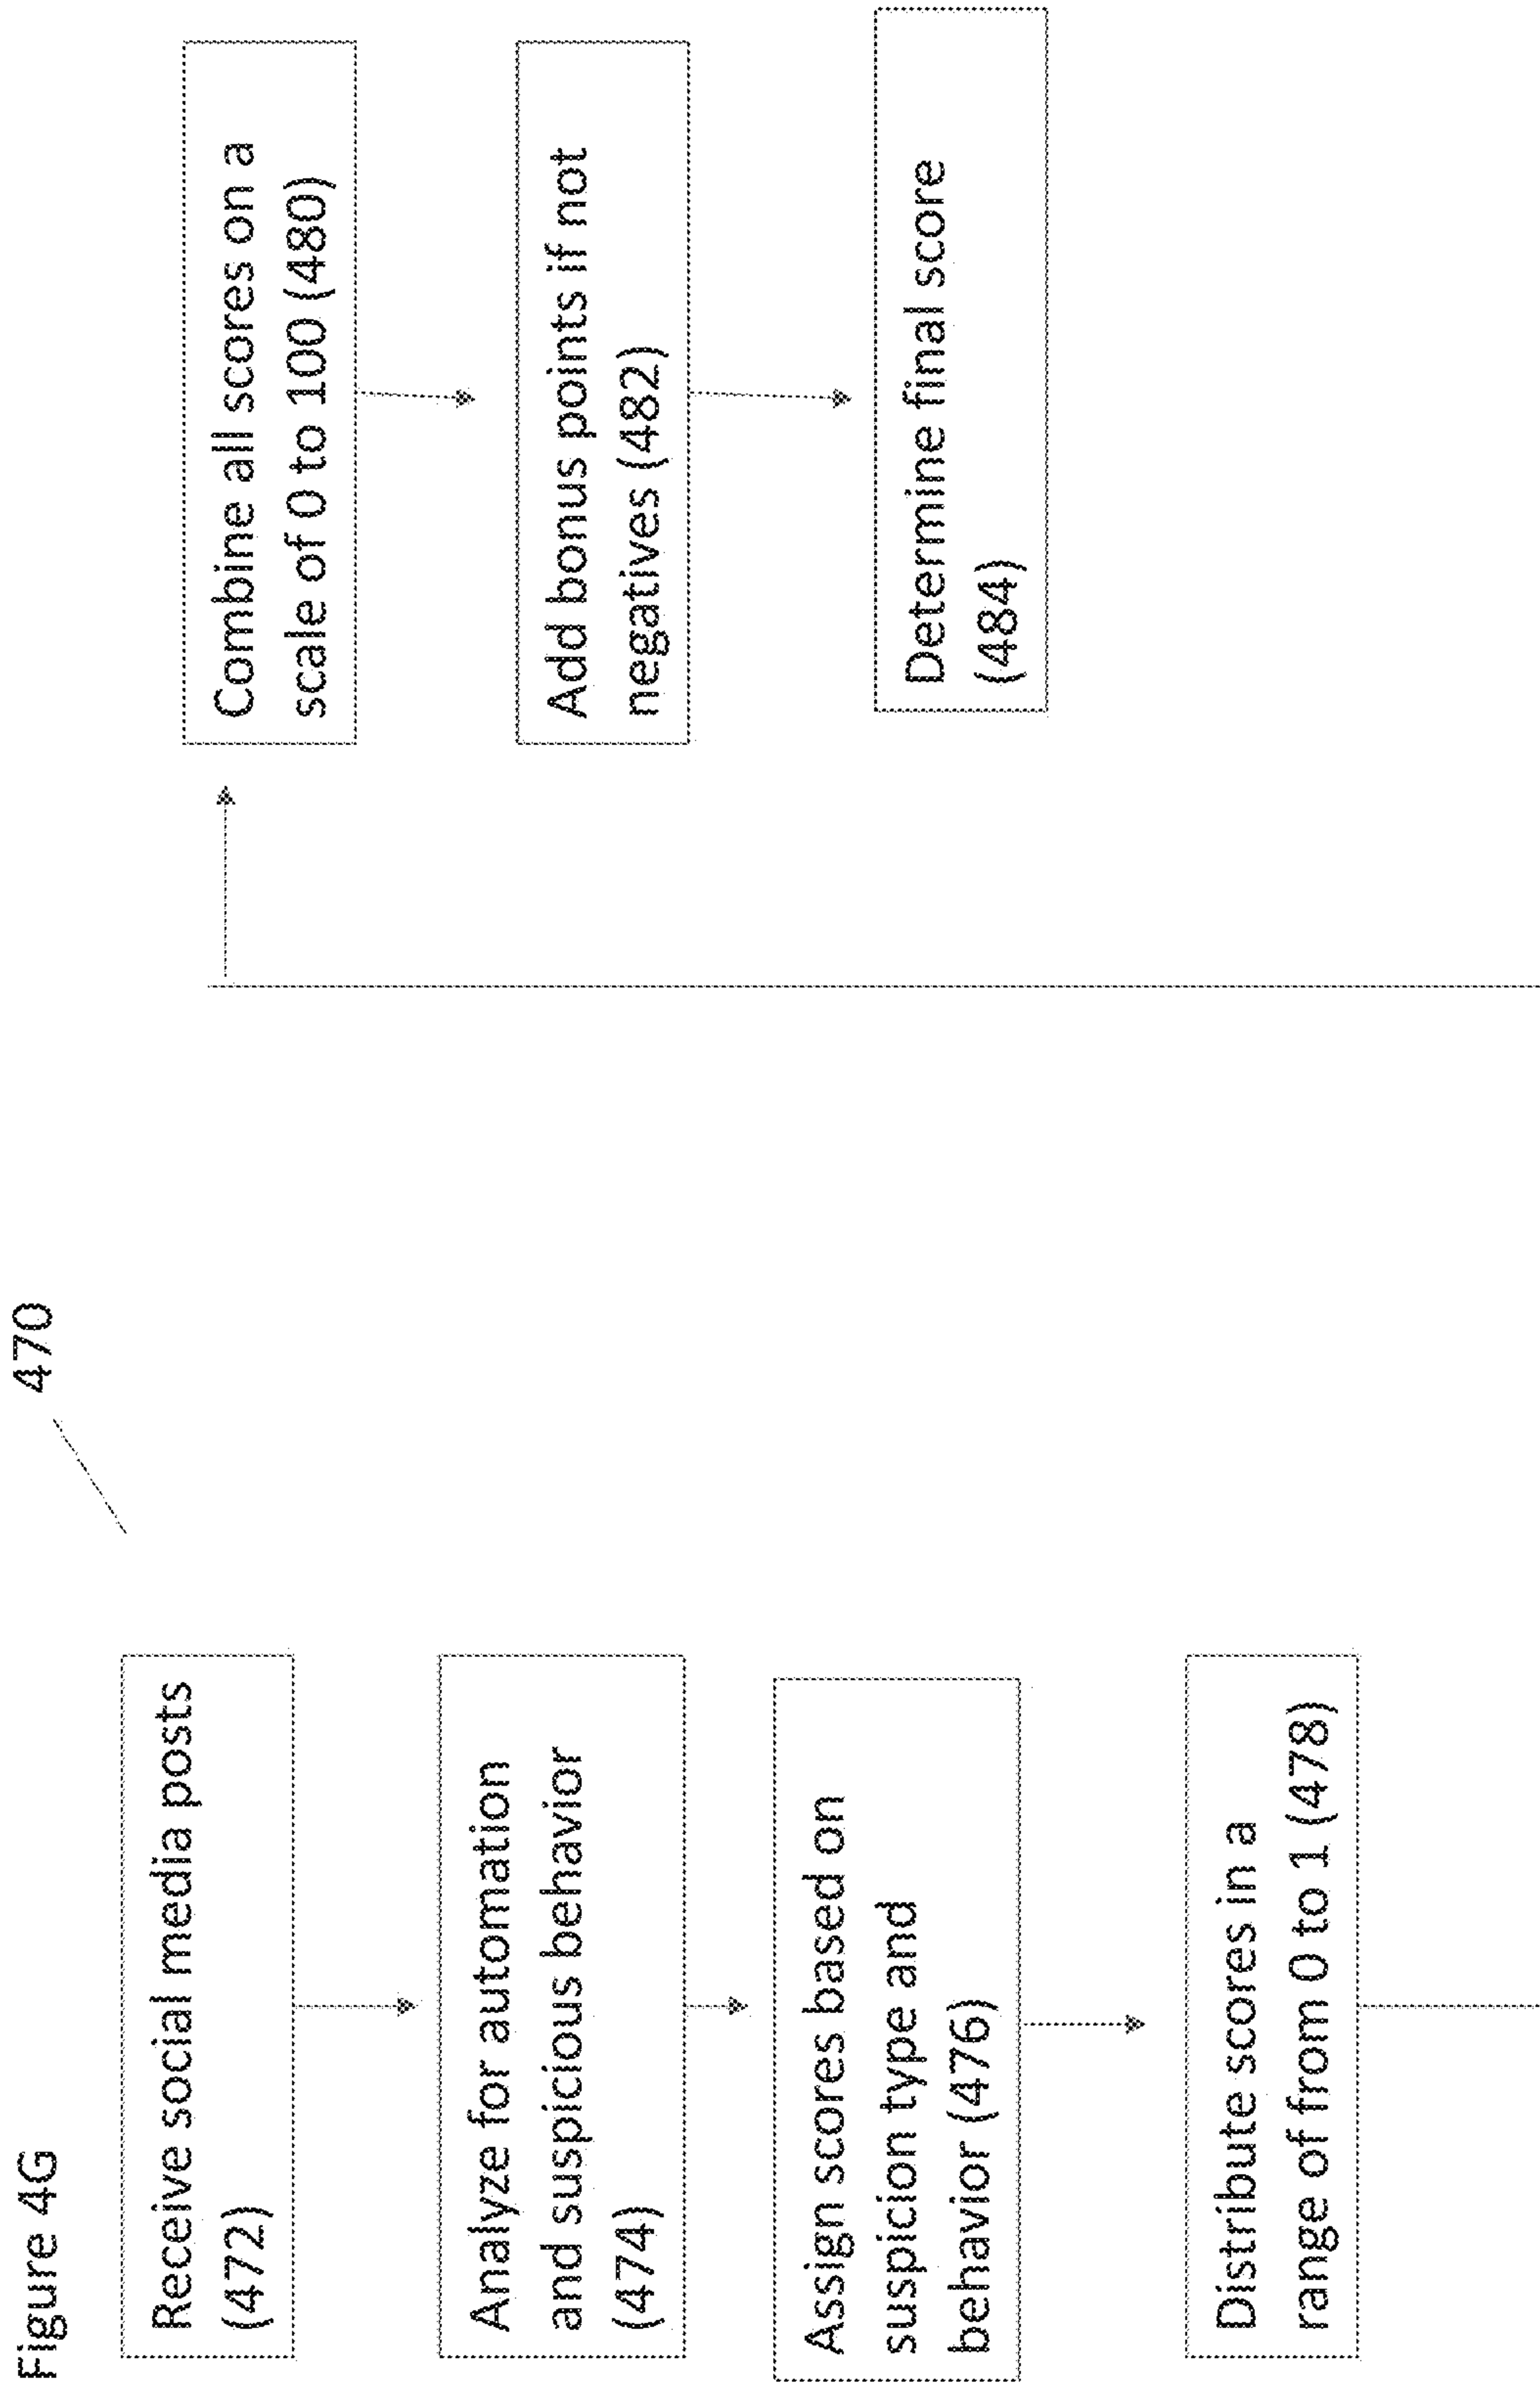 Figure 4G
470
Receive social media posts
(472)
Analyze for automation
and suspicious behavior
(474)
Assign scores based on
suspicion type and
behavior (476)
Distribute scores in a
range of from 0 to 1 (478)
Combine all scores on a
scale of 0 to 100 (480)
Add bonus points if not
negatives (482)
Determine final score
(484)